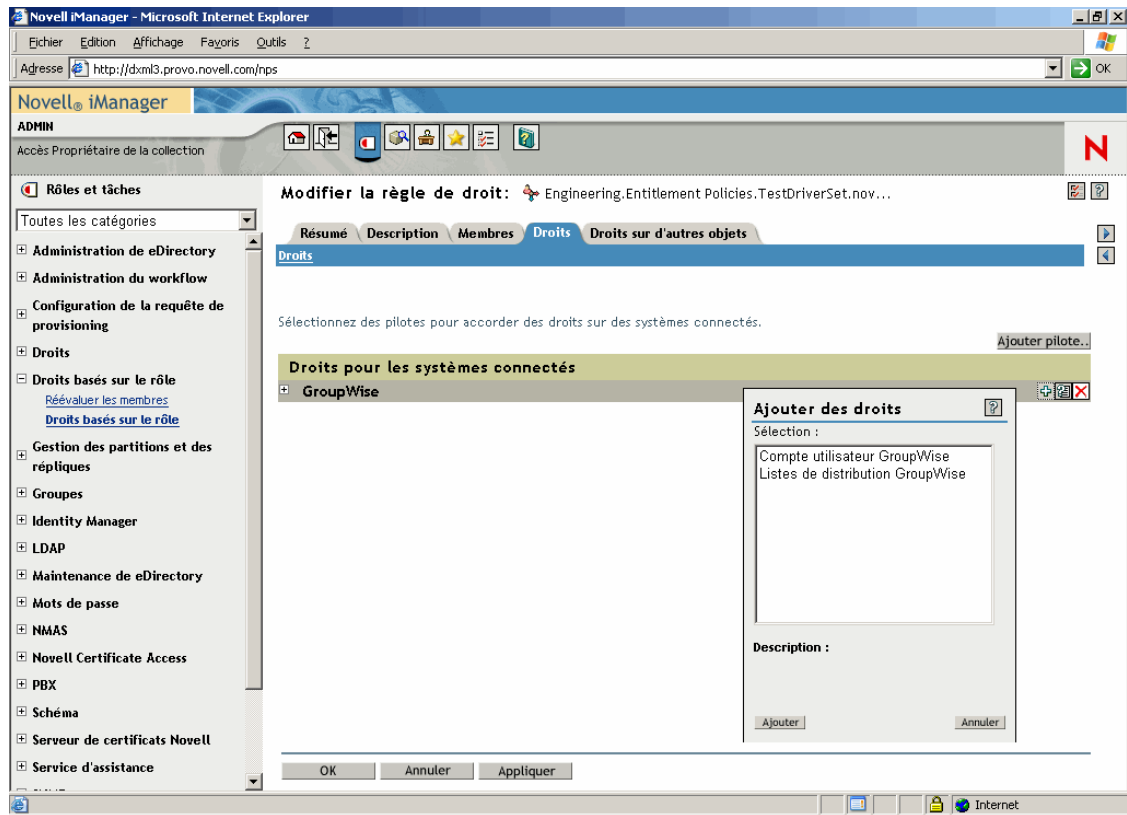 Novell iManager - Microsoft Internet Explorer
Eichier Edition Affichage Favoris Outils ?
Adresse http://dxml3.provo.novell.com/nps OK
Novell® iManager
ADMIN
Accès Propriétaire de la collection
N
Rôles et tâches
Toutes les catégories
Administration de eDirectory
Administration du workflow
Configuration de la requête de
provisioning
Droits
Droits basés sur le rôle
Réévaluer les membres
Droits basés sur le rôle
Gestion des partitions et des
répliques
Groupes
Identity Manager
LDAP
Maintenance de eDirectory
Mots de passe
NMAS
Novell Certificate Access
PBX
Schéma
Serveur de certificats Novell
Service d'assistance
Modifier la règle de droit: Engineering.Entitlement Policies.TestDriverSet.nov...
Résumé Description Membres Droits Droits sur d'autres objets
Droits
Sélectionnez des pilotes pour accorder des droits sur des systèmes connectés.
Ajouter pilote..
Droits pour les systèmes connectés
GroupWise
Ajouter des droits
Sélection :
Compte utilisateur GroupWise
Listes de distribution GroupWise
Description :
Ajouter Annuler
OK Annuler Appliquer
Internet